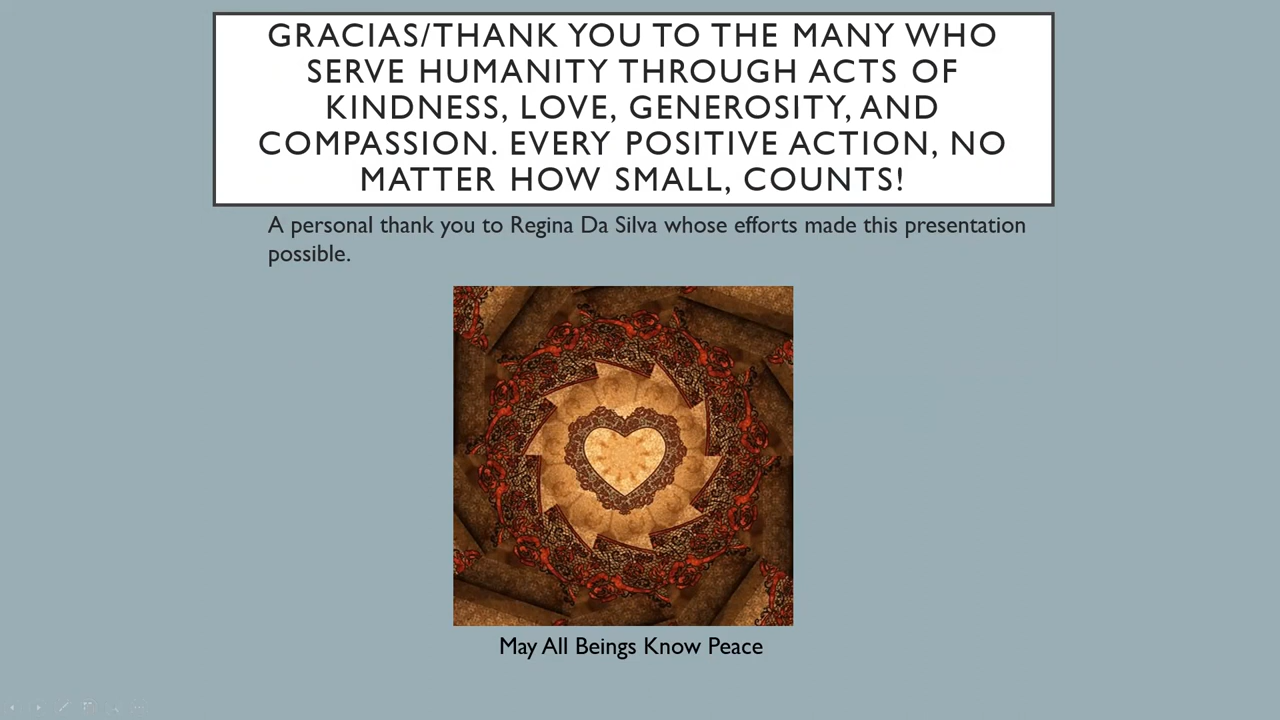 GRACIAS/THANK YOU TO THE MANY WHO
SERVE HUMANITY THROUGH ACTS OF
KINDNESS, LOVE, GENEROSITY, AND
COMPASSION. EVERY POSITIVE ACTION, NO
MATTER HOW SMALL, COUNTS!
A personal thank you to Regina Da Silva whose efforts made this presentation
possible.
May All Beings Know Peace